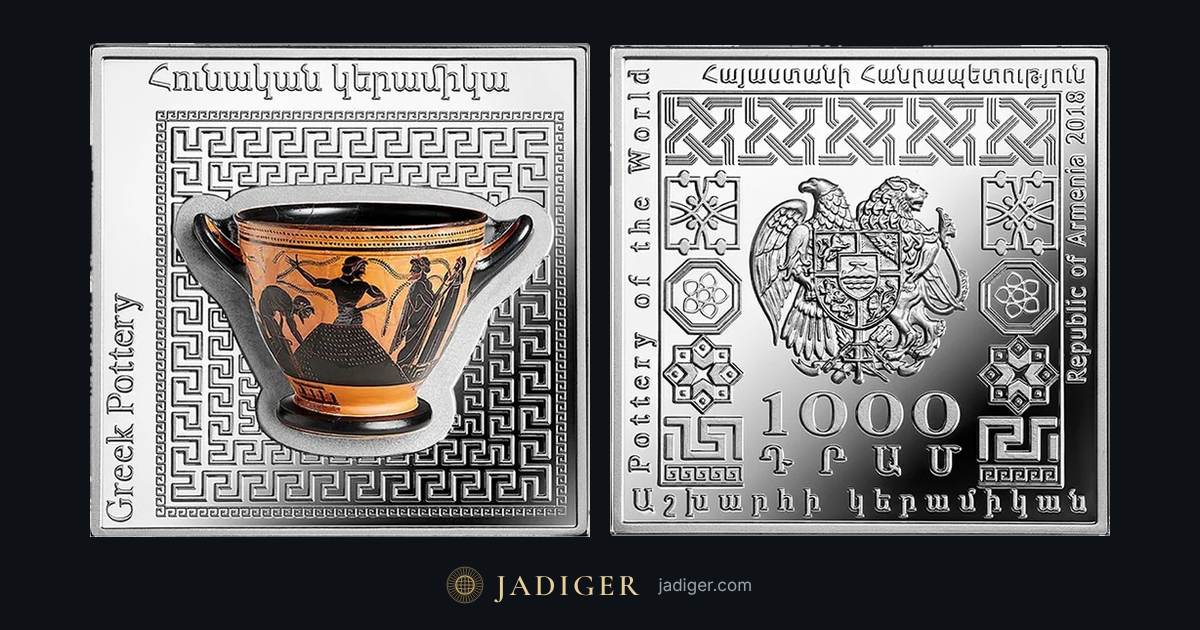 Հունական կերամիկա
Greek Pottery
Հայաստանի Հանրապետություն
Pottery of the World
Republic of Armenia 2018
1000
ԴՐԱՄ
Աշխարհի կերամիկան
JADIGER jadiger.com